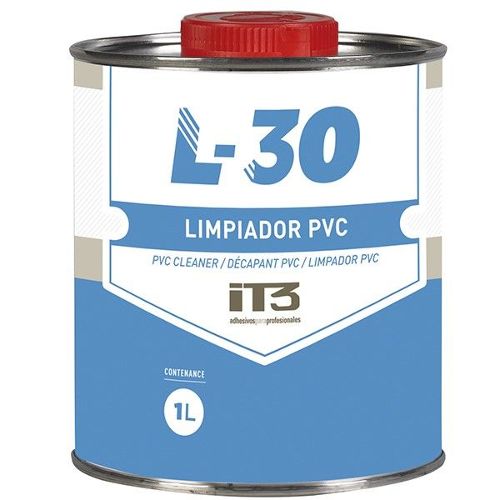 L-30
LIMPIADOR PVC
PVC CLEANER / DÉCAPANT PVC / LIMPADOR PVC
iT3
adhesivosparaprofesionales
CONTENANCE
1L